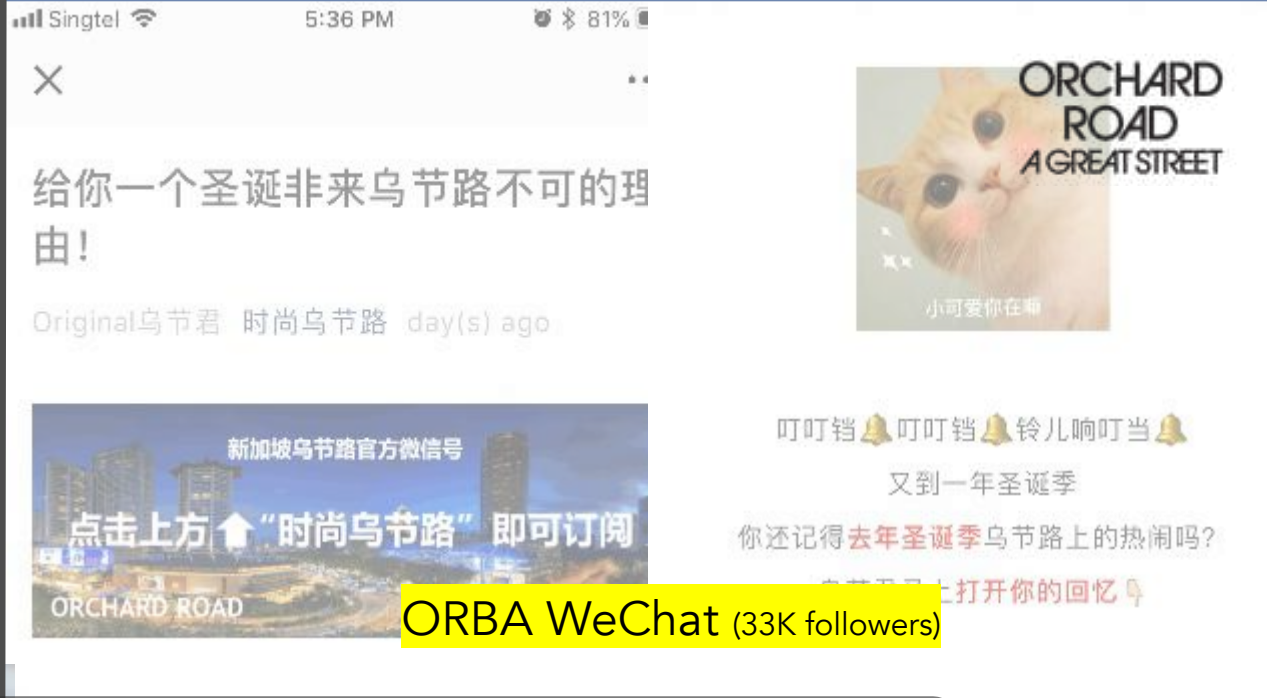 Singtel 5:36 PM 81%
给你一个圣诞非来乌节路不可的理
由!
Original乌节君 时尚乌节路 day(s) ago
新加坡乌节路官方微信号
点击上方“时尚乌节路” 即可订阅
ORCHARD ROAD
ORCHARD
ROAD
A GREAT STREET
小可爱你在嘛
叮叮铛🔔叮叮铛🔔铃儿响叮当🔔
又到一年圣诞季
你还记得去年圣诞季乌节路上的热闹吗?
打开你的回忆👇
ORBA WeChat (33K followers)